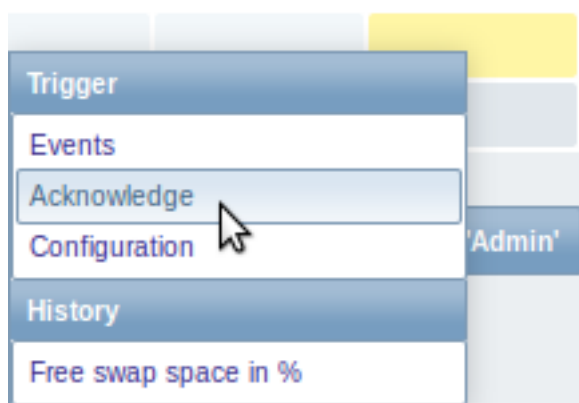 Trigger
Events
Acknowledge
Configuration
'Admin'
History
Free swap space in %